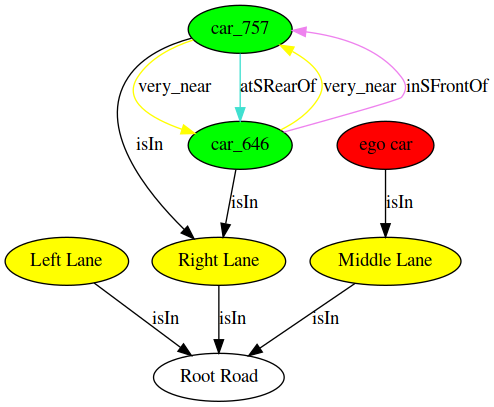 car_757
very_near
atSRearOf
very_near
inSFrontOf
isIn
car_646
ego car
isIn
isIn
Left Lane
Right Lane
Middle Lane
isIn
isIn
isIn
Root Road